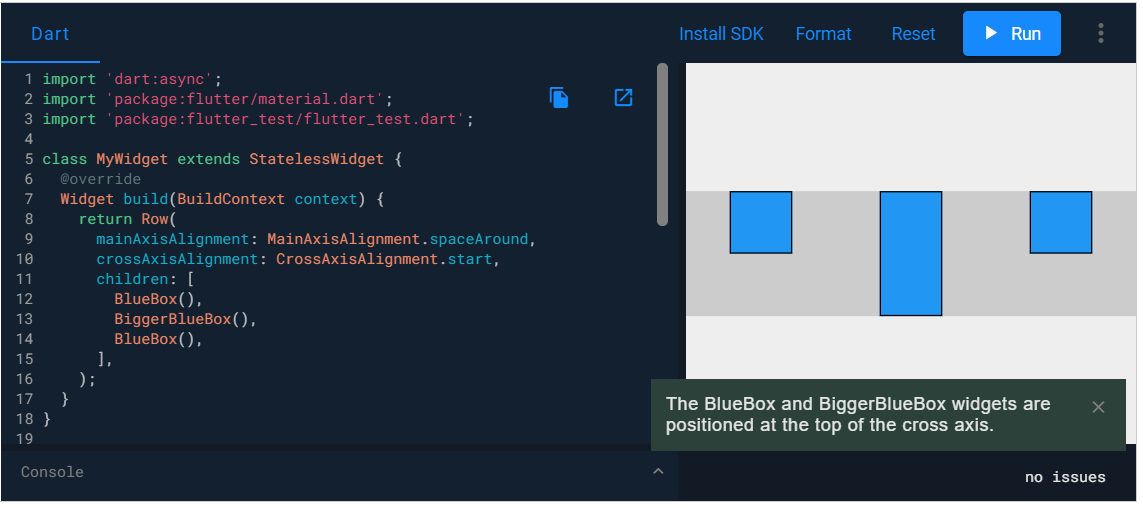 Dart
Install SDK
Format
Reset
Run
1 import 'dart:async';
2 import 'package:flutter/material.dart';
3 import 'package:flutter_test/flutter_test.dart';
4
5 class MyWidget extends StatelessWidget {
6   @override
7   Widget build(BuildContext context) {
8     return Row(
9       mainAxisAlignment: MainAxisAlignment.spaceAround,
10       crossAxisAlignment: CrossAxisAlignment.start,
11       children: [
12         BlueBox(),
13         BiggerBlueBox(),
14         BlueBox(),
15       ],
16     );
17   }
18 }
19
The BlueBox and BiggerBlueBox widgets are
positioned at the top of the cross axis.
Console
no issues